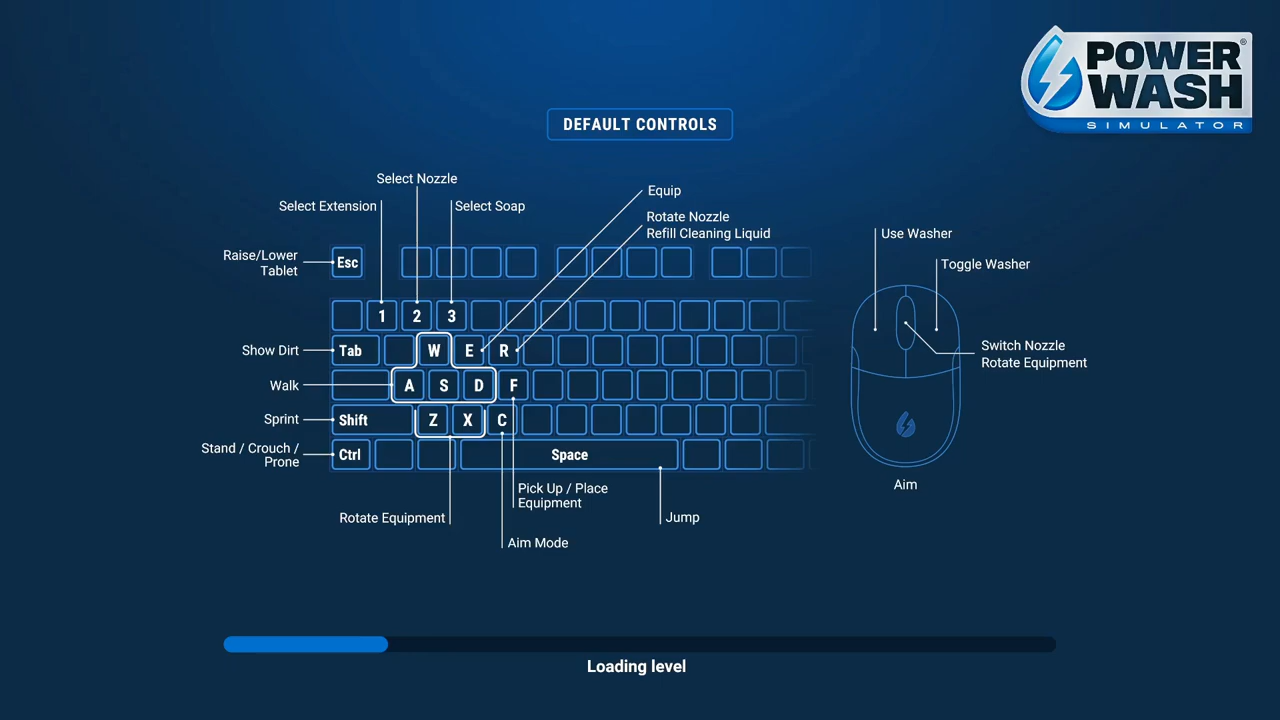 POWER
WASH
®
SIMULATOR
DEFAULT CONTROLS
Select Nozzle
Select Extension
Select Soap
Equip
Rotate Nozzle
Refill Cleaning Liquid
Raise/Lower
Tablet
Esc
1 2 3
Show Dirt
Tab W E R
Walk
A S D F
Sprint
Shift Z X C
Stand / Crouch /
Prone
Ctrl Space
Pick Up / Place
Equipment
Rotate Equipment
Jump
Aim Mode
Use Washer
Toggle Washer
Switch Nozzle
Rotate Equipment
Aim
Loading level